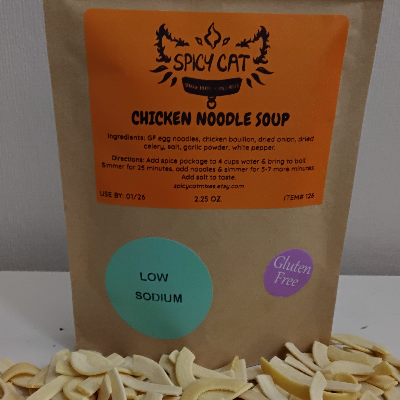 SPICY CAT
CHICKEN NOODLE SOUP
Ingredients: GF egg noodles, chicken bouillon, dried onion, dried
celery, salt, garlic powder, white pepper.
Directions: Add spice package to 4 cups water & bring to boil
Simmer for 25 minutes, add noodles & simmer for 5-7 more minutes
Add salt to taste.
spicycatmixes.etsy.com
USE BY: 01/26
2.25 OZ
ITEM# 126
LOW
SODIUM
Gluten
Free